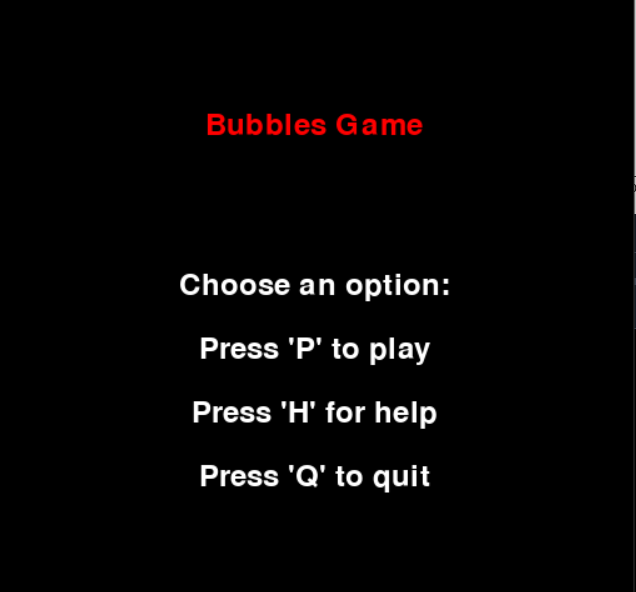 Bubbles Game
Choose an option:
Press 'P' to play
Press 'H' for help
Press 'Q' to quit